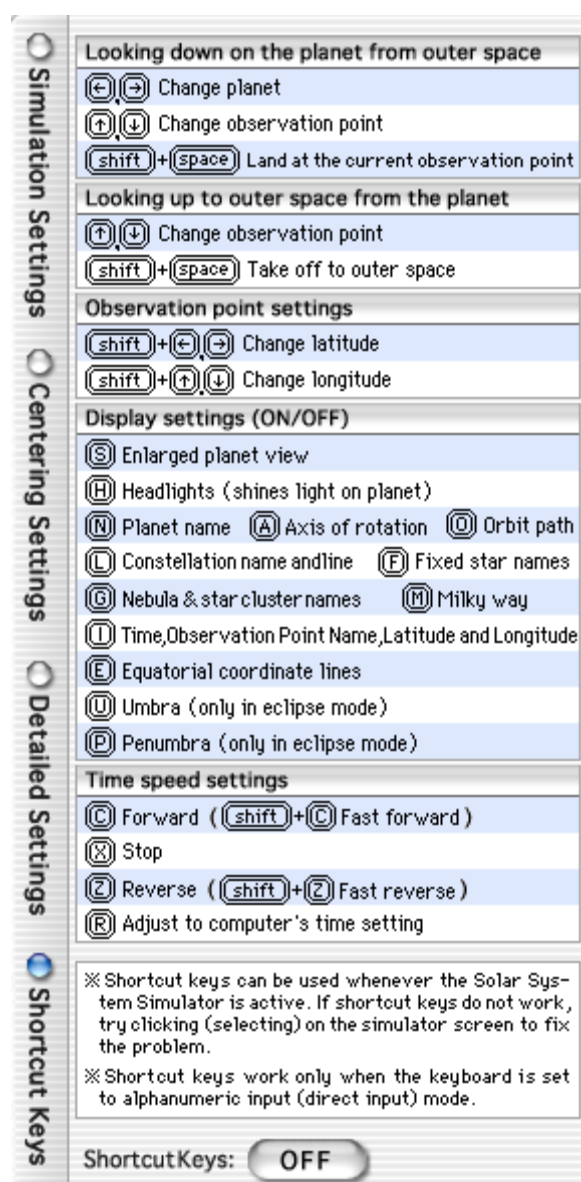 Simulation Settings
Centering Settings
Detailed Settings
Shortcut Keys
Looking down on the planet from outer space
← , → Change planet
↑ , ↓ Change observation point
shift + space Land at the current observation point
Looking up to outer space from the planet
↑ , ↓ Change observation point
shift + space Take off to outer space
Observation point settings
shift + ← , → Change latitude
shift + ↑ , ↓ Change longitude
Display settings (ON/OFF)
S Enlarged planet view
H Headlights (shines light on planet)
N Planet name A Axis of rotation O Orbit path
L Constellation name andline F Fixed star names
G Nebula & star cluster names M Milky way
I Time,Observation Point Name,Latitude and Longitude
E Equatorial coordinate lines
U Umbra (only in eclipse mode)
P Penumbra (only in eclipse mode)
Time speed settings
C Forward ( shift + C Fast forward )
X Stop
Z Reverse ( shift + Z Fast reverse )
R Adjust to computer's time setting
※ Shortcut keys can be used whenever the Solar Sys-
tem Simulator is active. If shortcut keys do not work,
try clicking (selecting) on the simulator screen to fix
the problem.
※ Shortcut keys work only when the keyboard is set
to alphanumeric input (direct input) mode.
ShortcutKeys: OFF